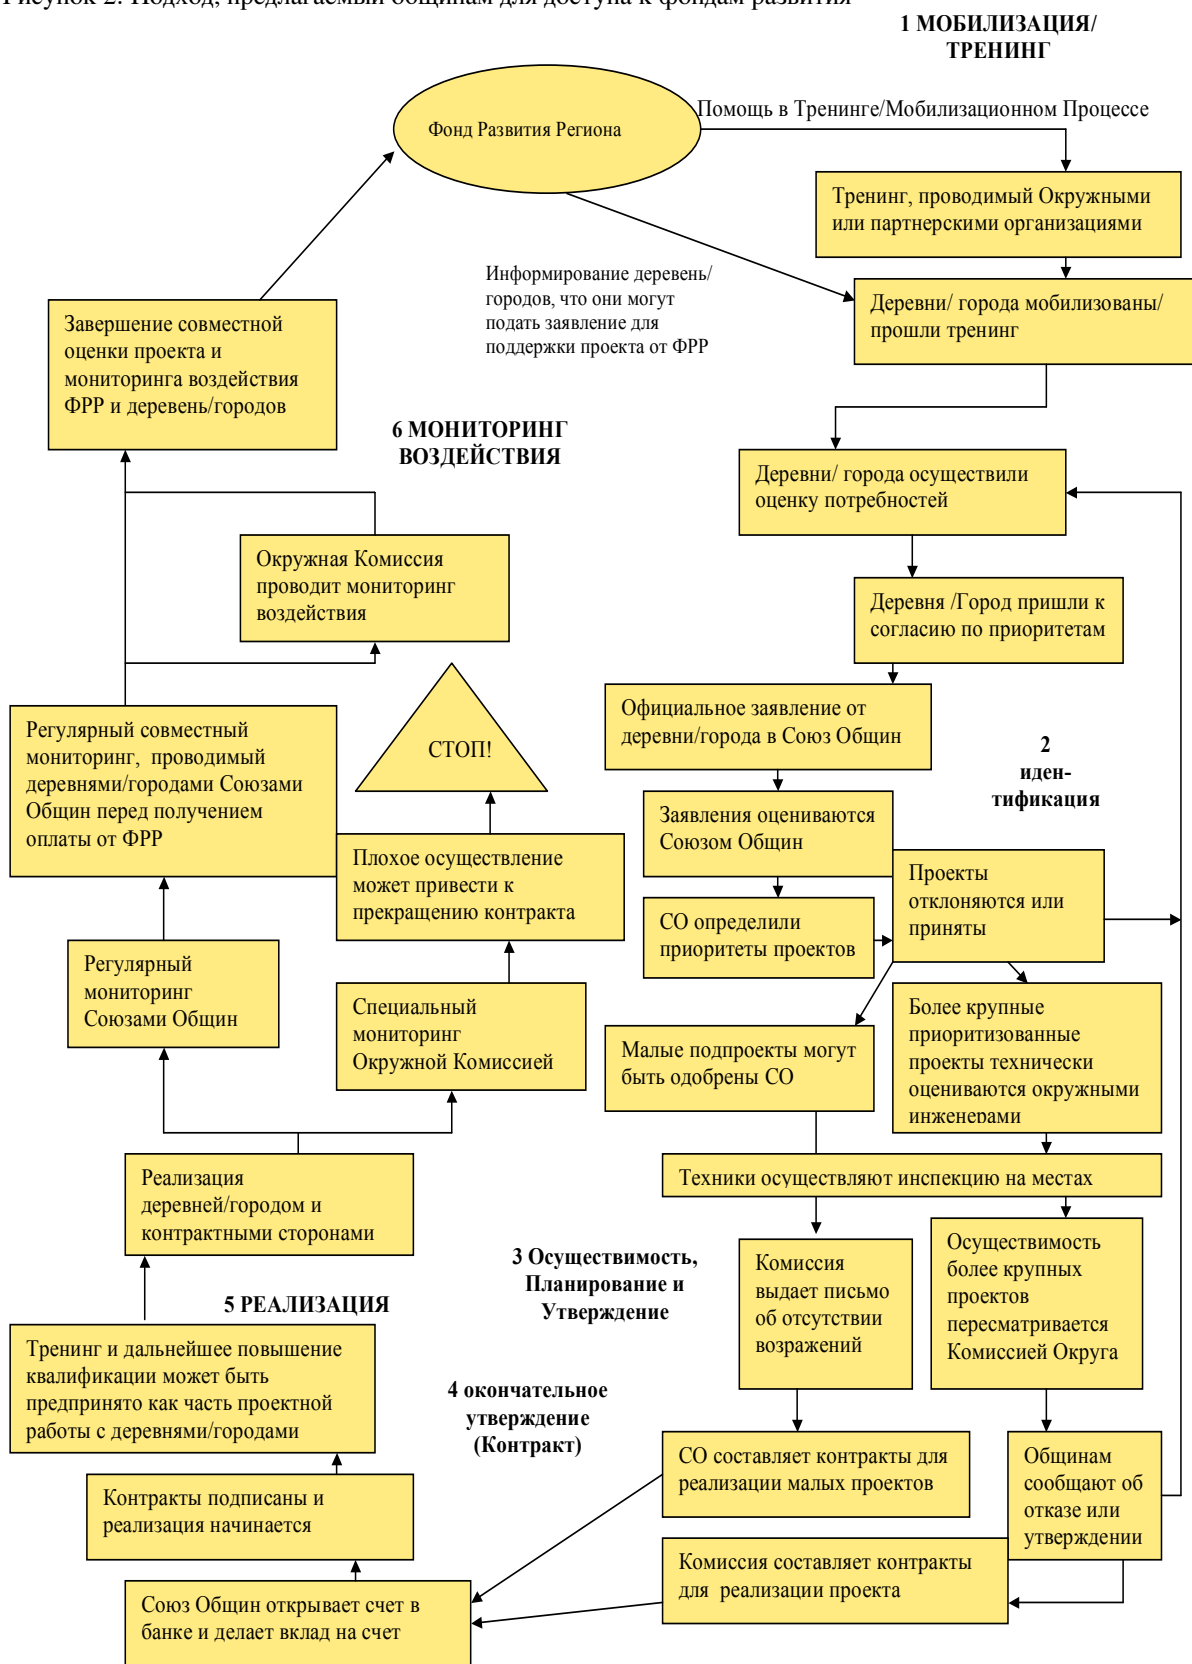 Рисунок 2. Подход, предлагаемый общинам для доступа к фондам развития
1 МОБИЛИЗАЦИЯ/
ТРЕНИНГ
Фонд Развития Региона
Помощь в Тренинге/Мобилизационном Процессе
Тренинг, проводимый Окружными
или партнерскими организациями
Информирование деревень/
городов, что они могут
подать заявление для
поддержки проекта от ФРР
Деревни/ города мобилизованы/
прошли тренинг
Завершение совместной
оценки проекта и
мониторинга воздействия
ФРР и деревень/городов
6 МОНИТОРИНГ
ВОЗДЕЙСТВИЯ
Деревни/ города осуществили
оценку потребностей
Окружная Комиссия
проводит мониторинг
воздействия
Деревня /Город пришли к
согласию по приоритетам
Официальное заявление от
деревни/города в Союз Общин
2
иден-
тификация
Регулярный совместный
мониторинг, проводимый
деревнями/городами Союзами
Общин перед получением
оплаты от ФРР
СТОП!
Заявления оцениваются
Союзом Общин
Плохое осуществление
может привести к
прекращению контракта
Проекты
отклоняются или
приняты
СО определили
приоритеты проектов
Регулярный
мониторинг
Союзами Общин
Специальный
мониторинг
Окружной Комиссией
Малые подпроекты могут
быть одобрены СО
Более крупные
приоритизованные
проекты технически
оцениваются окружными
инженерами
Реализация
деревней/городом и
контрактными сторонами
Техники осуществляют инспекцию на местах
3 Осуществимость,
Планирование и
Утверждение
Комиссия
выдает письмо
об отсутствии
возражений
Осуществимость
более крупных
проектов
пересматривается
Комиссией Округа
5 РЕАЛИЗАЦИЯ
Тренинг и дальнейшее повышение
квалификации может быть
предпринято как часть проектной
работы с деревнями/городами
4 окончательное
утверждение
(Контракт)
СО составляет контракты для
реализации малых проектов
Общинам
сообщают об
отказе или
утверждении
Контракты подписаны и
реализация начинается
Комиссия составляет контракты
для реализации проекта
Союз Общин открывает счет в
банке и делает вклад на счет